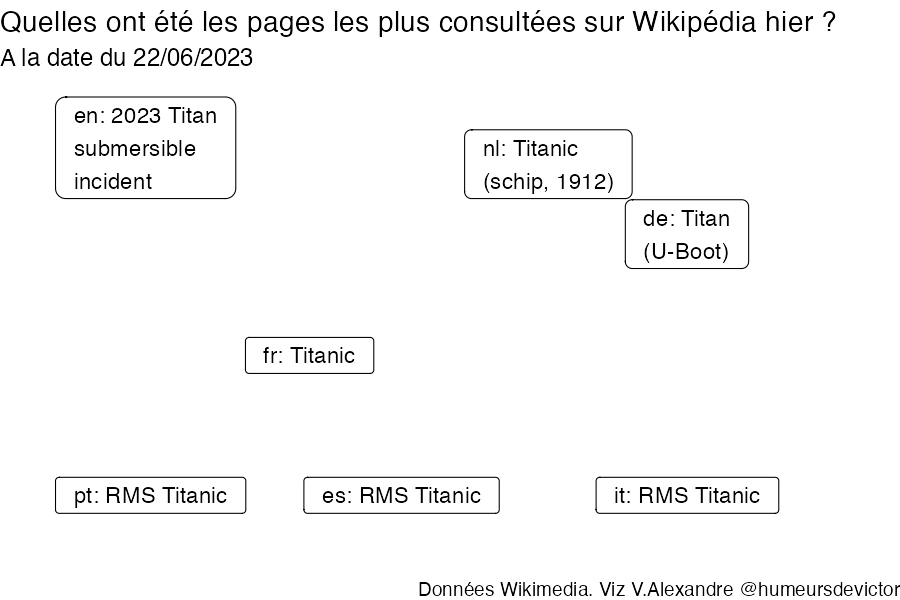 Quelles ont été les pages les plus consultées sur Wikipédia hier ?
A la date du 22/06/2023
en: 2023 Titan
submersible
incident
nl: Titanic
(schip, 1912)
de: Titan
(U-Boot)
fr: Titanic
pt: RMS Titanic
es: RMS Titanic
it: RMS Titanic
Données Wikimedia. Viz V.Alexandre @humeursdevictor